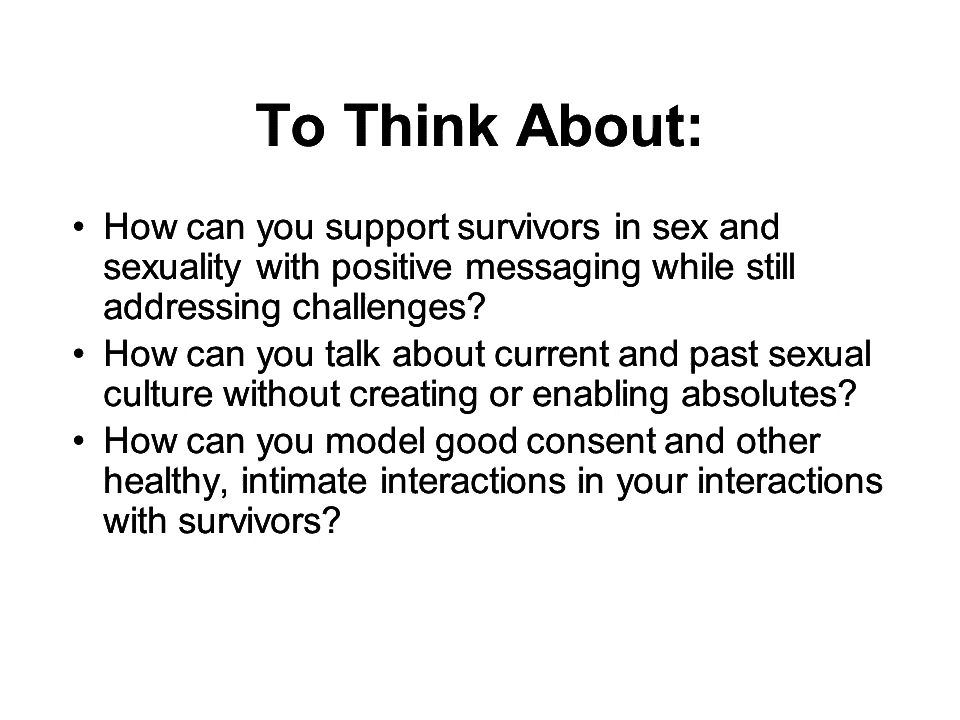 To Think About:
• How can you support survivors in sex and
sexuality with positive messaging while still
addressing challenges?
• How can you talk about current and past sexual
culture without creating or enabling absolutes?
• How can you model good consent and other
healthy, intimate interactions in your interactions
with survivors?